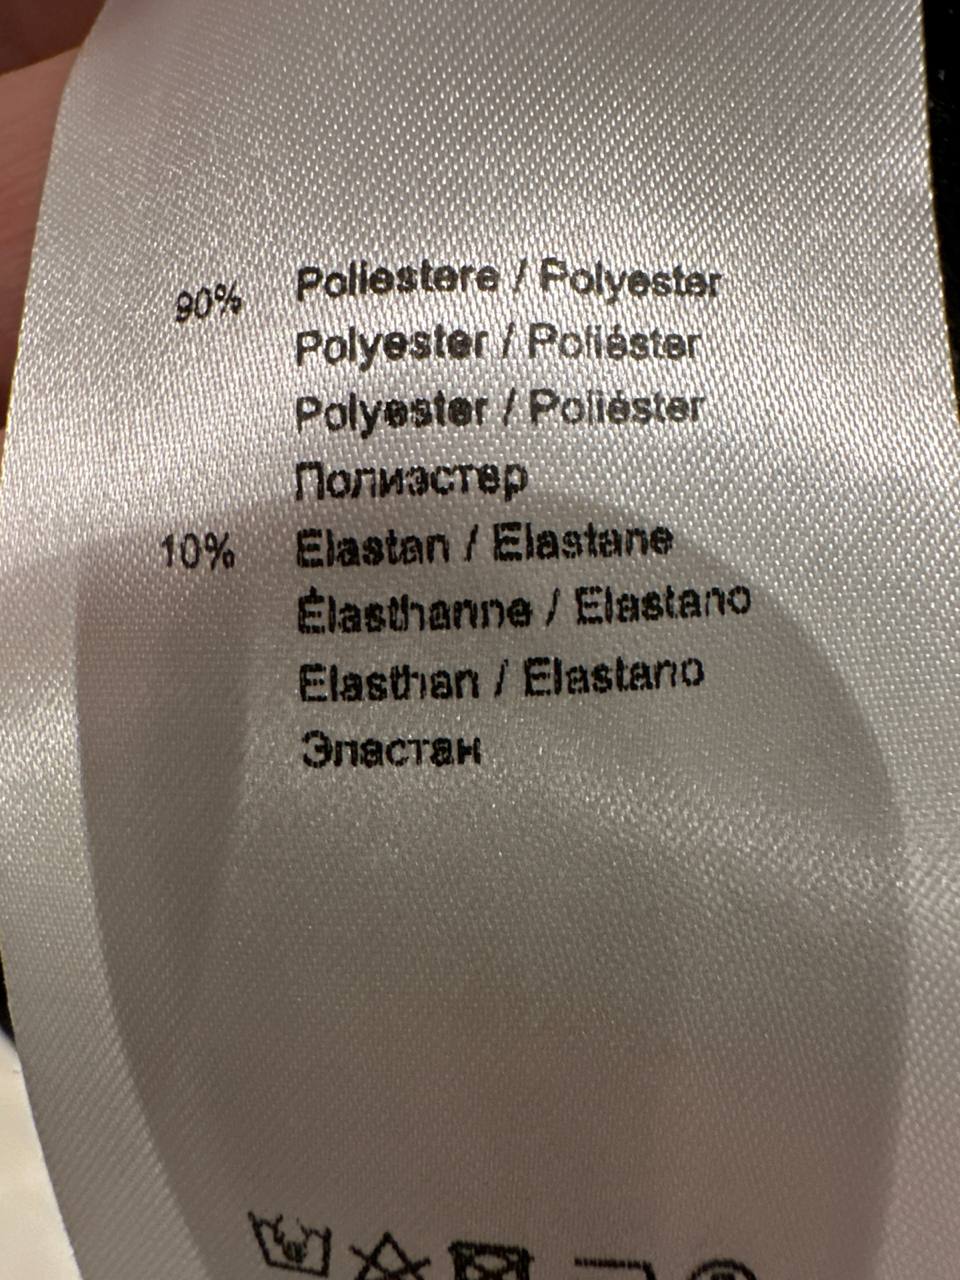 90% Poliestere / Polyester
Polyester / Poliéster
Polyester / Poliéster
Полиэстер
10% Elastan / Elastane
Élasthanne / Elastano
Elasthan / Elastano
Эластан